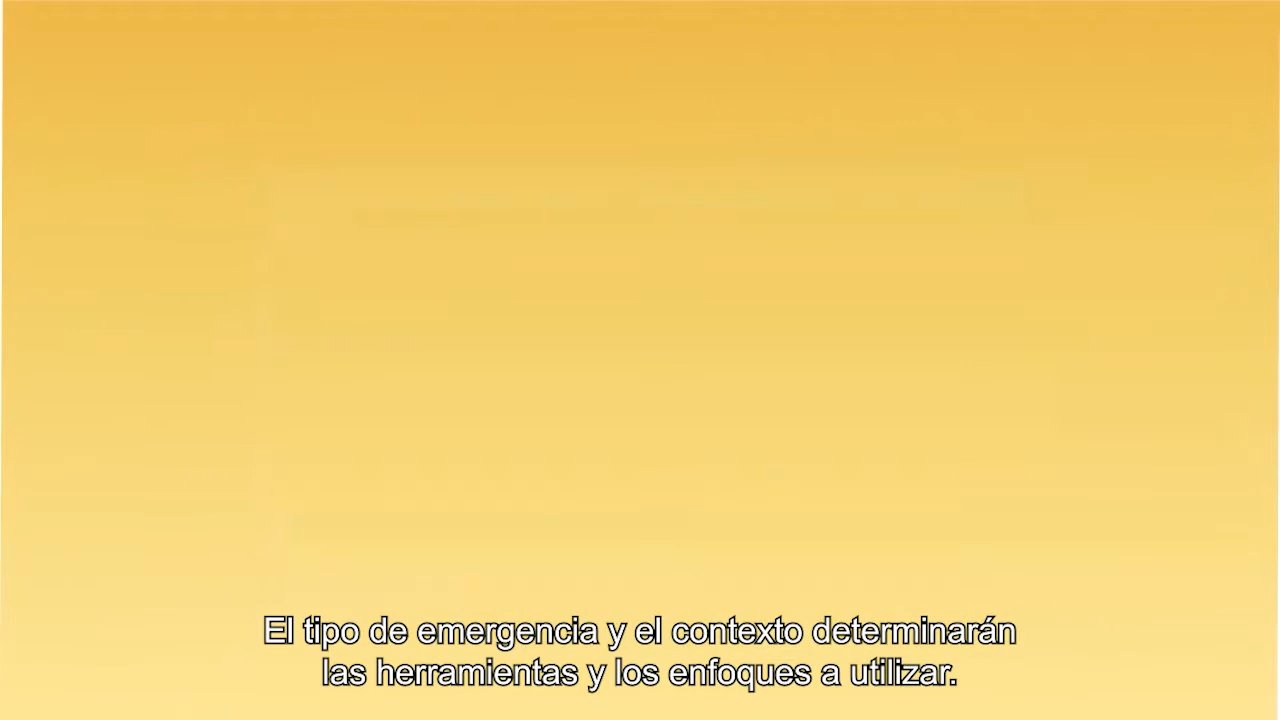 El tipo de emergencia y el contexto determinarán
las herramientas y los enfoques a utilizar.